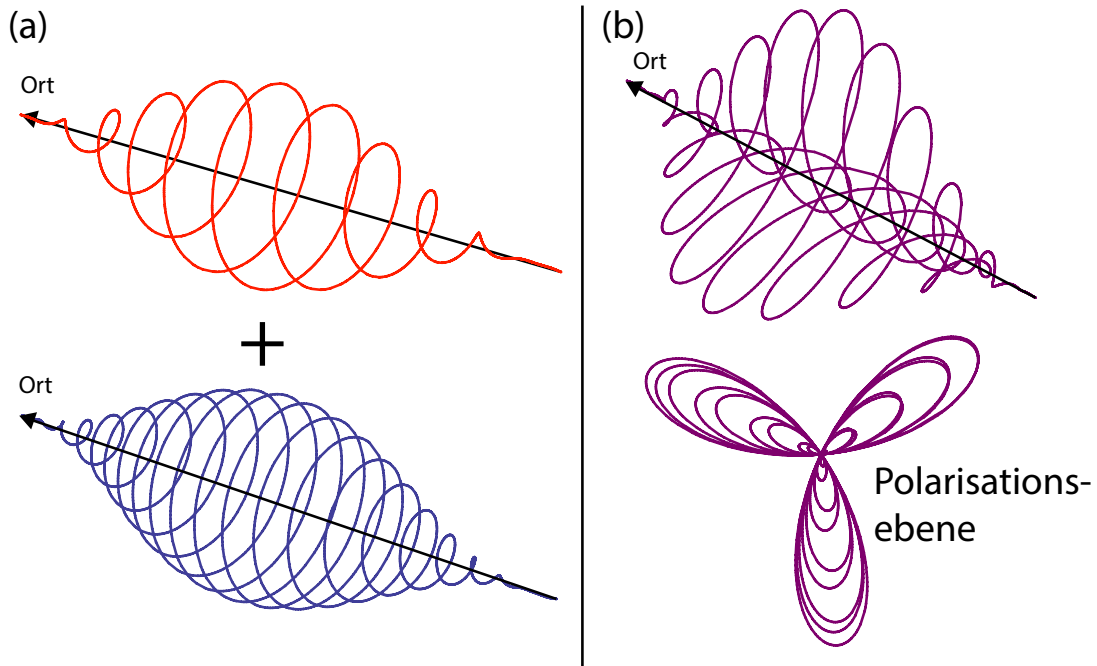 (a)
Ort
+
Ort
(b)
Ort
Polarisations-
ebene